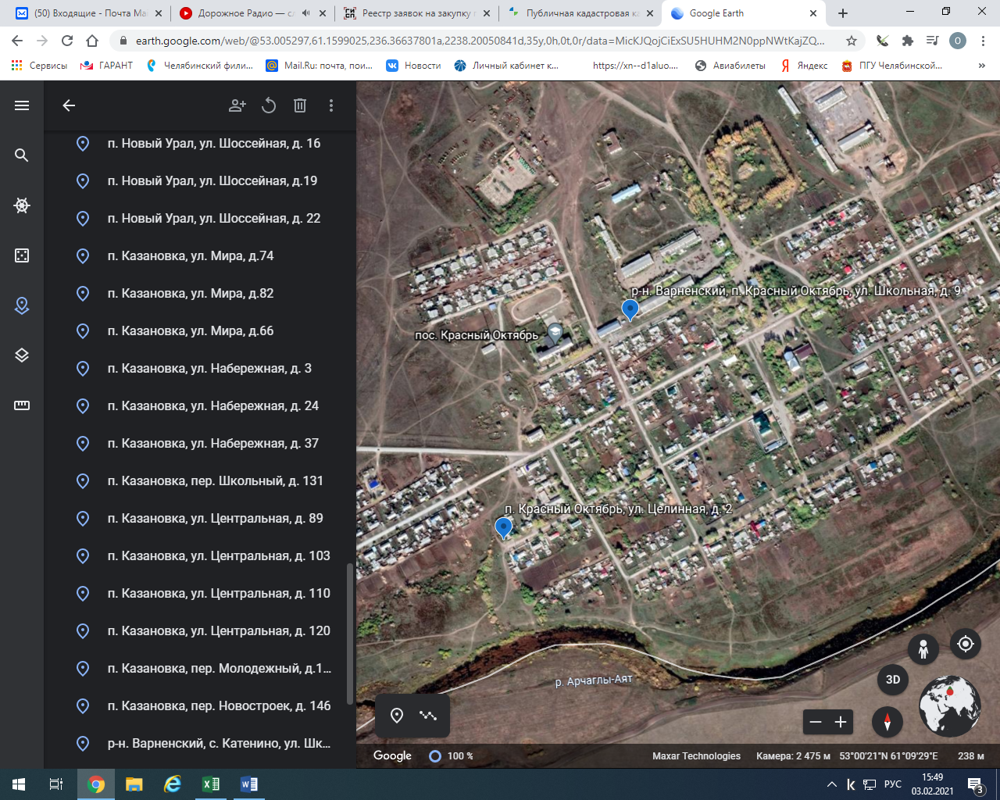 (50) Входящие - Почта Ma
Дорожное Радио — сл
Реестр заявок на закупку п
Публичная кадастровая ка
Google Earth
earth.google.com/web/@53.005297,61.1599025,236.36637801a,2238.20050841d,35y,0h,0t,0r/data=MicKJQojCiExSU5HUHM2N0ppNWtKajZQ...
O
Сервисы
ГАРАНТ
Челябинский фили...
Mail.Ru: почта, пои...
Новости
Личный кабинет к...
https://xn--d1aluo....
Авиабилеты
Яндекс
ПГУ Челябинской...
»
п. Новый Урал, ул. Шоссейная, д. 16
п. Новый Урал, ул. Шоссейная, д.19
п. Новый Урал, ул. Шоссейная, д. 22
п. Казановка, ул. Мира, д.74
п. Казановка, ул. Мира, д.82
п. Казановка, ул. Мира, д.66
п. Казановка, ул. Набережная, д. 3
п. Казановка, ул. Набережная, д. 24
п. Казановка, ул. Набережная, д. 37
п. Казановка, пер. Школьный, д. 131
п. Казановка, ул. Центральная, д. 89
п. Казановка, ул. Центральная, д. 103
п. Казановка, ул. Центральная, д. 110
п. Казановка, ул. Центральная, д. 120
п. Казановка, пер. Молодежный, д.1...
п. Казановка, пер. Новостроек, д. 146
р-н. Варненский, с. Катенино, ул. Шк...
р-н. Варненский, п. Красный Октябрь, ул. Школьная, д. 9
пос. Красный Октябрь
п. Красный Октябрь, ул. Целинная, д. 2
р. Арчаглы-Аят
3D
Google
100 %
Maxar Technologies
Камера: 2 475 м
53°00'21"N 61°09'29"E
238 м
РУС
15:49
03.02.2021
3